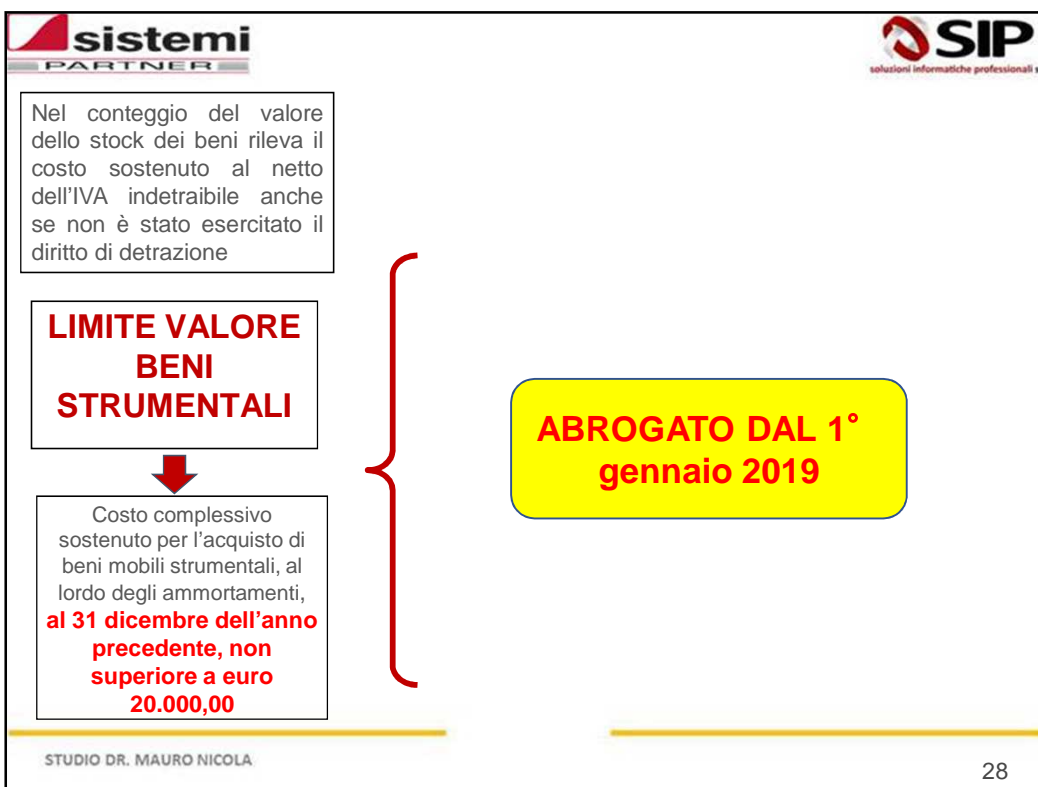 sistemi
PARTNER
SIP
soluzioni informatiche professionali s
Nel conteggio del valore
dello stock dei beni rileva il
costo sostenuto al netto
dell'IVA indetraibile anche
se non è stato esercitato il
diritto di detrazione
LIMITE VALORE
BENI
STRUMENTALI
Costo complessivo
sostenuto per l'acquisto di
beni mobili strumentali, al
lordo degli ammortamenti,
al 31 dicembre dell'anno
precedente, non
superiore a euro
20.000,00
ABROGATO DAL 1°
gennaio 2019
STUDIO DR. MAURO NICOLA
28